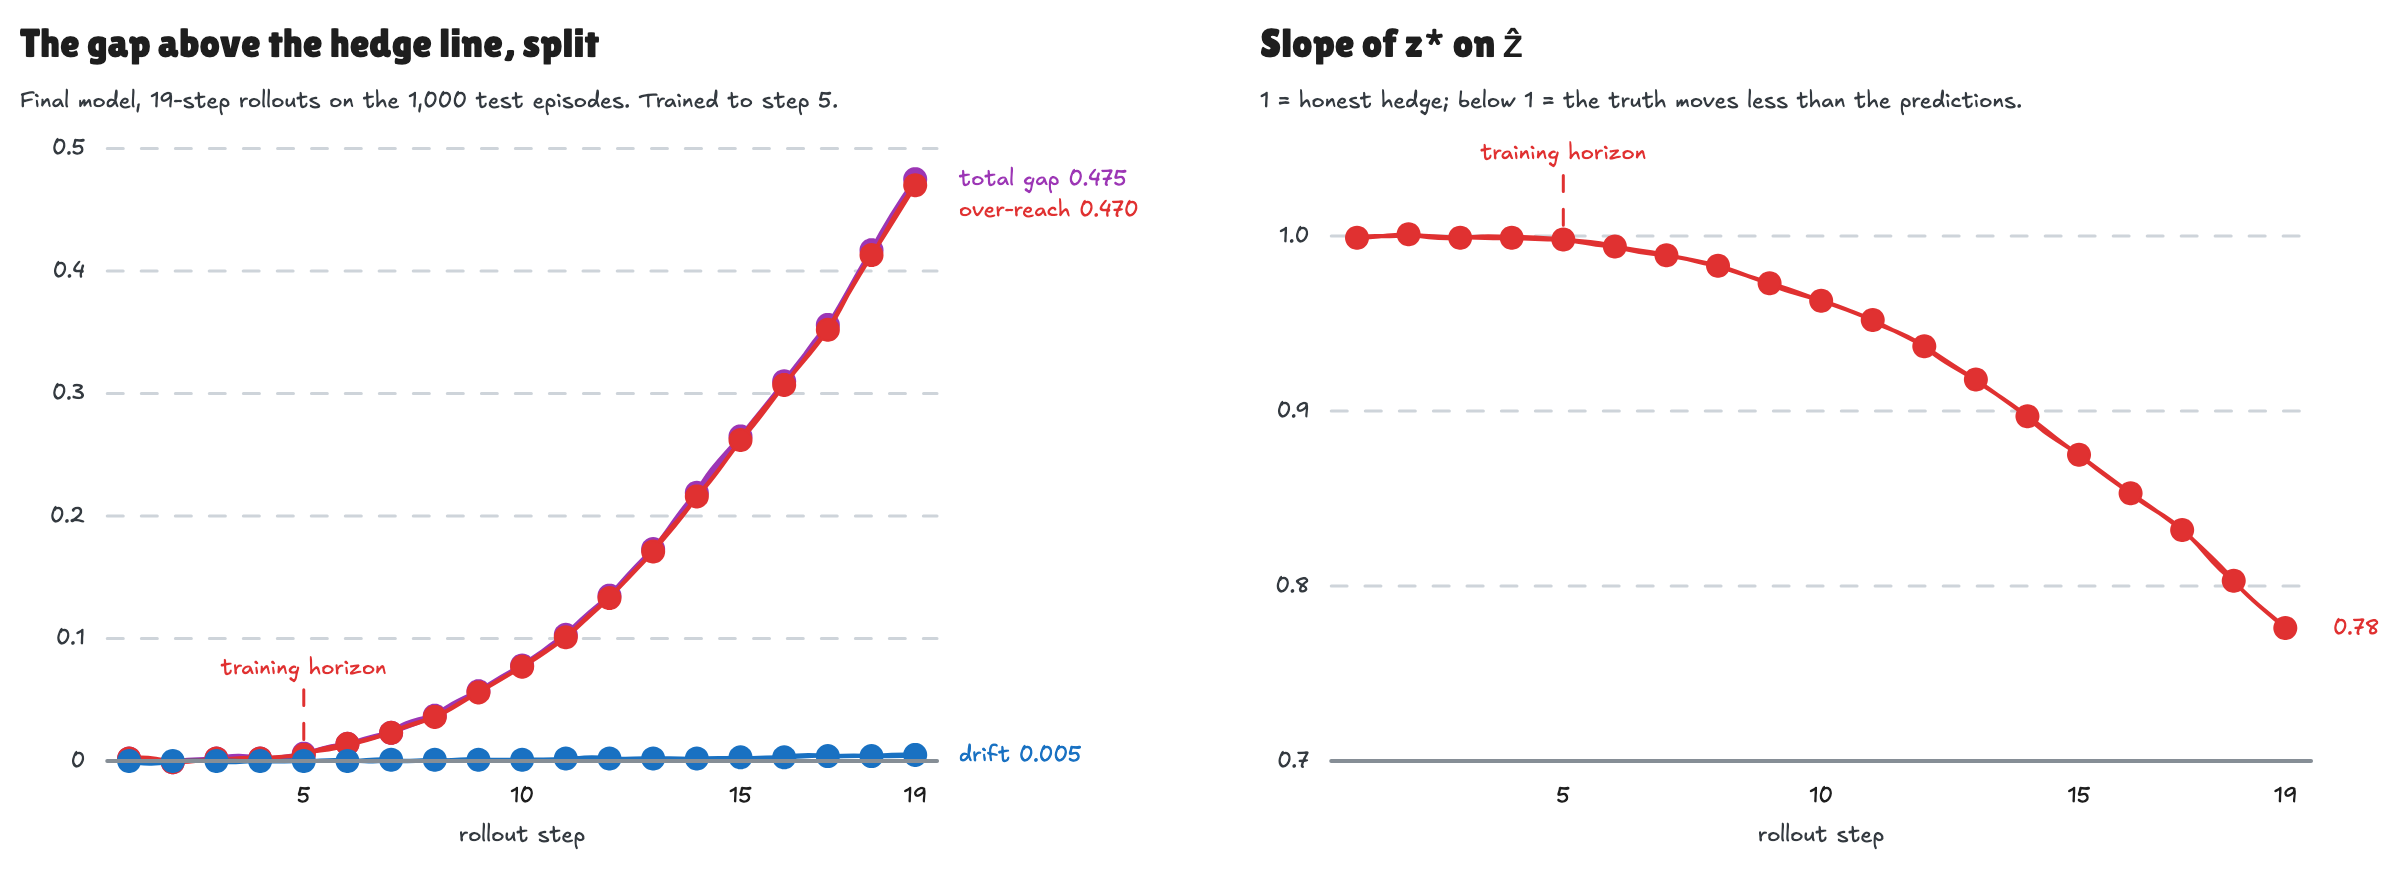 The gap above the hedge line, split
Final model, 19-step rollouts on the 1,000 test episodes. Trained to step 5.
0.5
0.4
0.3
0.2
0.1
0
training horizon
total gap 0.475
over-reach 0.470
drift 0.005
5 10 15 19
rollout step
Slope of z* on ẑ
1 = honest hedge; below 1 = the truth moves less than the predictions.
training horizon
1.0
0.9
0.8
0.7
0.78
5 10 15 19
rollout step